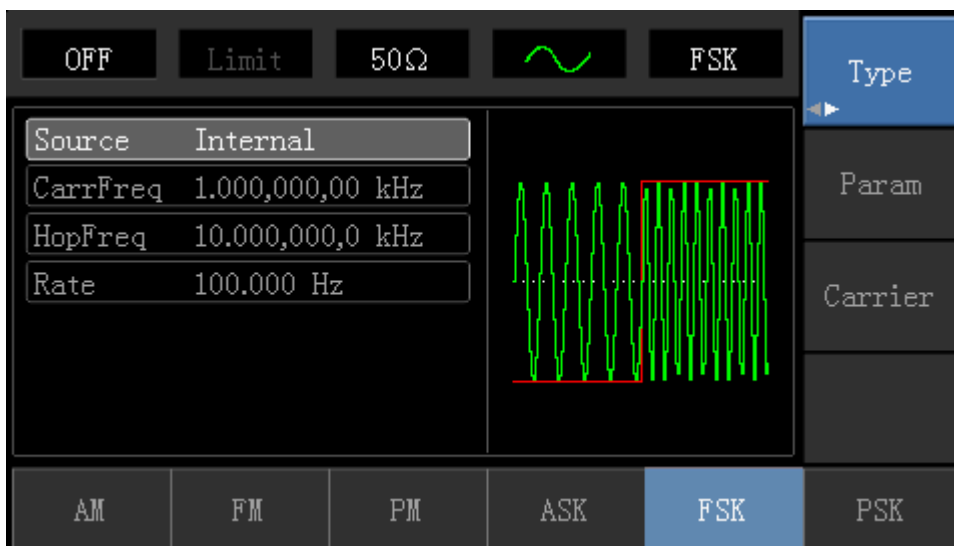 OFF Limit 50Ω FSK
Type
Source Internal
CarrFreq 1.000,000,00 kHz
HopFreq 10.000,000,0 kHz
Rate 100.000 Hz
Param
Carrier
AM FM PM ASK FSK PSK